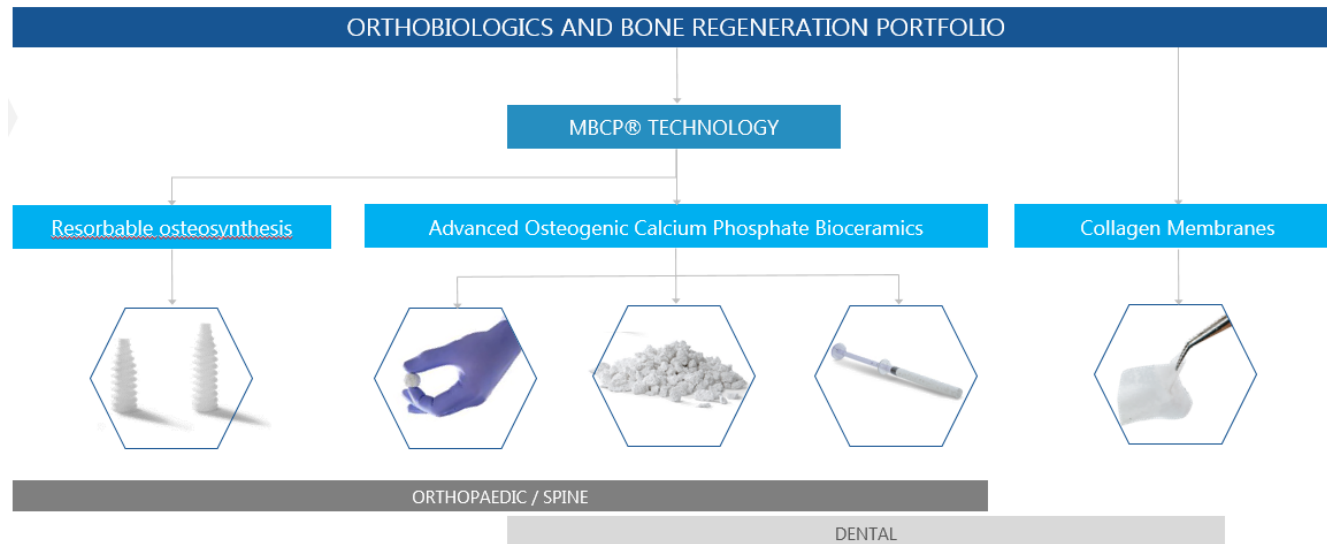 ORTHOBIOLOGICS AND BONE REGENERATION PORTFOLIO
MBCP® TECHNOLOGY
Resorbable osteosynthesis
Advanced Osteogenic Calcium Phosphate Bioceramics
Collagen Membranes
ORTHOPAEDIC / SPINE
DENTAL